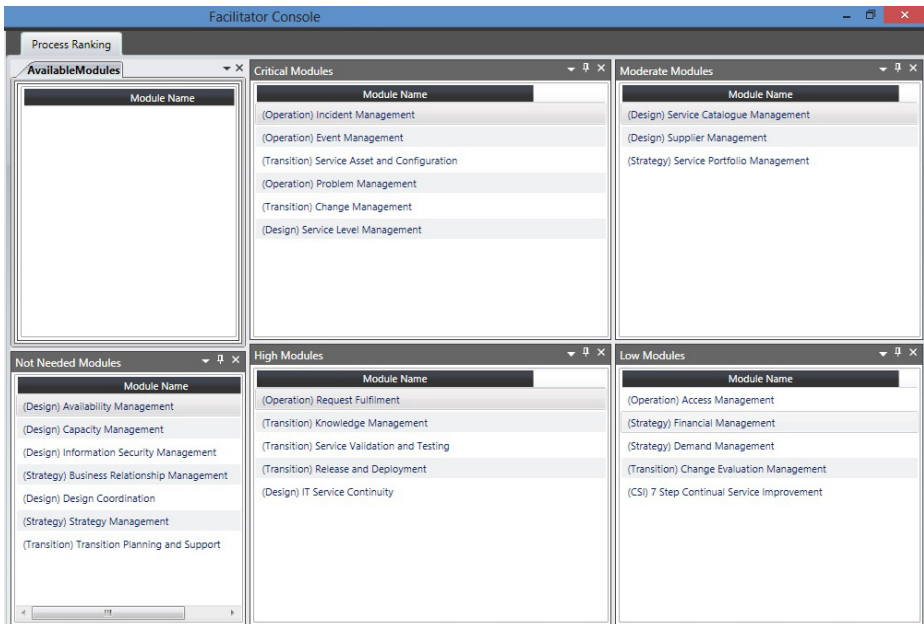 Facilitator Console
Process Ranking
AvailableModules
Module Name
Critical Modules
Module Name
(Operation) Incident Management
(Operation) Event Management
(Transition) Service Asset and Configuration
(Operation) Problem Management
(Transition) Change Management
(Design) Service Level Management
Moderate Modules
Module Name
(Design) Service Catalogue Management
(Design) Supplier Management
(Strategy) Service Portfolio Management
Not Needed Modules
Module Name
(Design) Availability Management
(Design) Capacity Management
(Design) Information Security Management
(Strategy) Business Relationship Management
(Design) Design Coordination
(Strategy) Strategy Management
(Transition) Transition Planning and Support
High Modules
Module Name
(Operation) Request Fulfilment
(Transition) Knowledge Management
(Transition) Service Validation and Testing
(Transition) Release and Deployment
(Design) IT Service Continuity
Low Modules
Module Name
(Operation) Access Management
(Strategy) Financial Management
(Strategy) Demand Management
(Transition) Change Evaluation Management
(CSI) 7 Step Continual Service Improvement